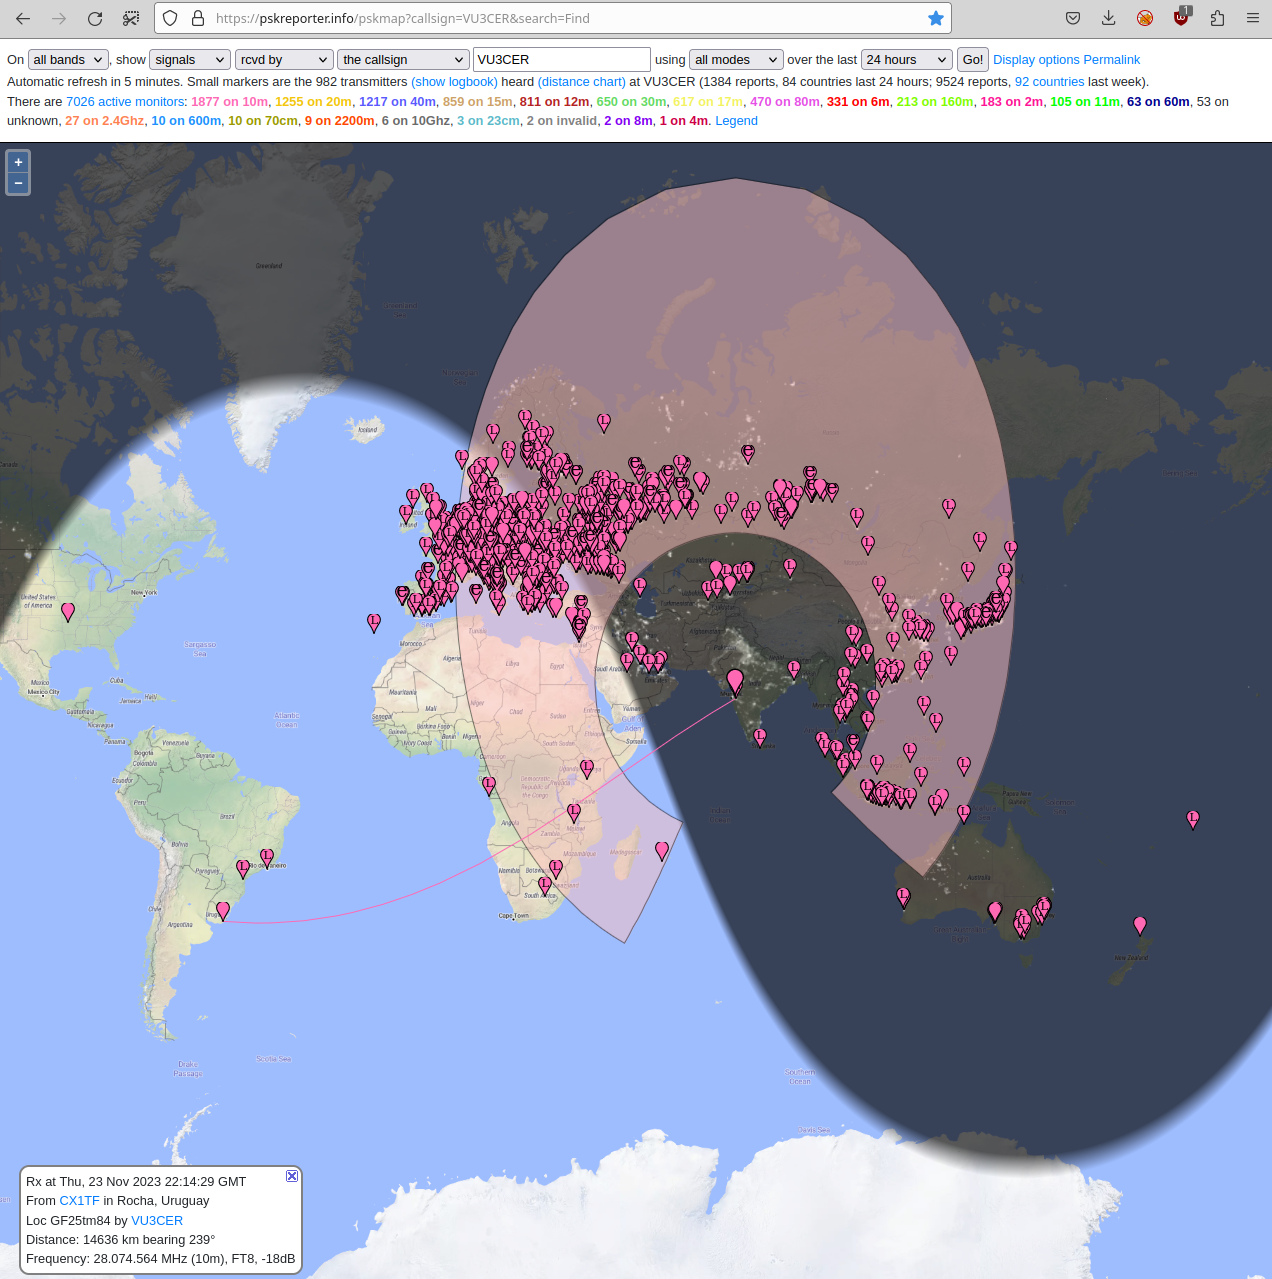 https://pskreporter.info/pskmap?callsign=VU3CER&search=Find
1
On all bands , show signals rcvd by the callsign VU3CER using all modes over the last 24 hours Go! Display options Permalink
Automatic refresh in 5 minutes. Small markers are the 982 transmitters (show logbook) heard (distance chart) at VU3CER (1384 reports, 84 countries last 24 hours; 9524 reports, 92 countries last week).
There are 7026 active monitors: 1877 on 10m, 1255 on 20m, 1217 on 40m, 859 on 15m, 811 on 12m, 650 on 30m, 617 on 17m, 470 on 80m, 331 on 6m, 213 on 160m, 183 on 2m, 105 on 11m, 63 on 60m, 53 on
unknown, 27 on 2.4Ghz, 10 on 600m, 10 on 70cm, 9 on 2200m, 6 on 10Ghz, 3 on 23cm, 2 on invalid, 2 on 8m, 1 on 4m. Legend
+
−
Greenland
Iceland
Ireland
Canada
United States
of America
New York
Sargasso
Sea
Mexico
Mexico City
Cuba
Haiti
Jamaica
Guatemala
Nicaragua
Panama
Venezuela
Bogotá
Colombia
Guyana
Ecuador
Peru
Brazil
Bolivia
Paraguay
Rio de Janeiro
Chile
Argentina
Atlantic
Ocean
Morocco
Algeria
Tunisia
Libya
Egypt
Mauritania
Mali
Niger
Chad
Sudan
Senegal
Guinea
Burkina Faso
Ivory Coast
Benin
Nigeria
South Sudan
Cameroon
Uganda
Democratic
Republic of
the Congo
Angola
Zambia
Malawi
Mozambique
Madagascar
Namibia
South Africa
Cape Town
Yemen
Gulf of
Aden
Somalia
Saudi Arabia
Kazakhstan
Turkmenistan
Afghanistan
Mongolia
Indian
Ocean
Papua New
Guinea
Australia
New Zealand
Drake
Passage
Scotia Sea
Southern
Ocean
Davis Sea
Rx at Thu, 23 Nov 2023 22:14:29 GMT
From CX1TF in Rocha, Uruguay
Loc GF25tm84 by VU3CER
Distance: 14636 km bearing 239°
Frequency: 28.074.564 MHz (10m), FT8, -18dB